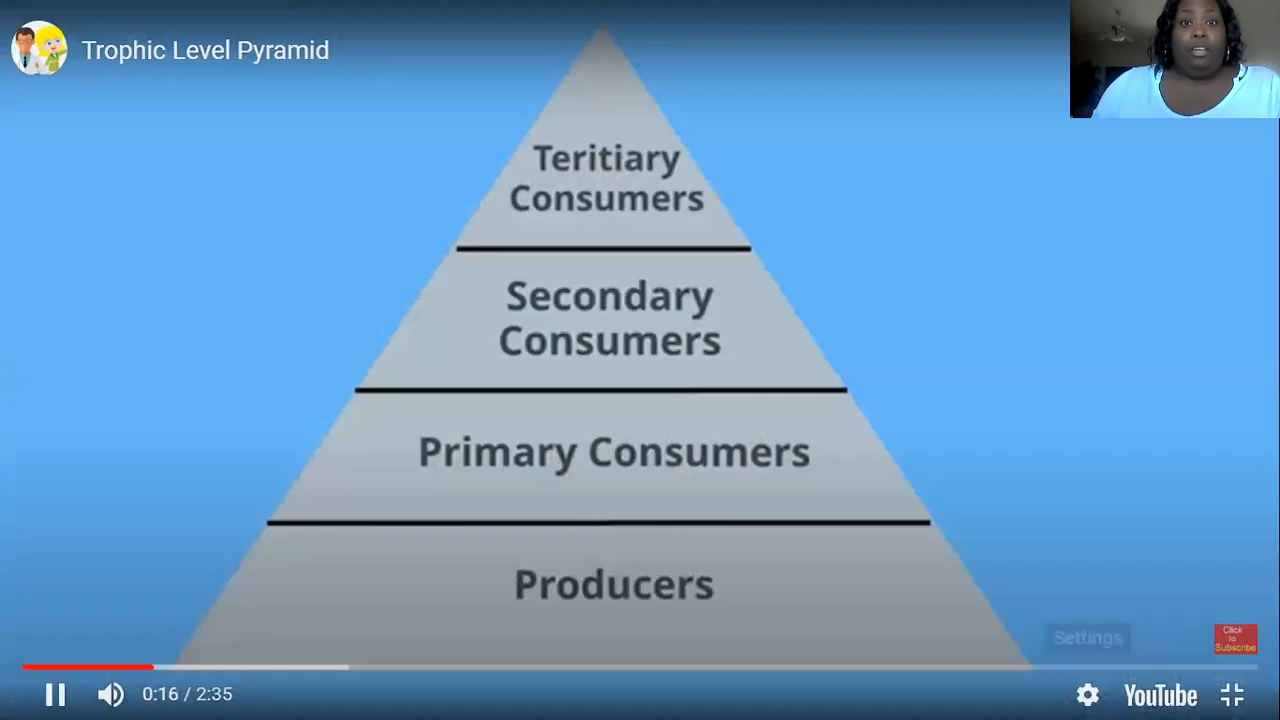 Trophic Level Pyramid
Teritiary
Consumers
Secondary
Consumers
Primary Consumers
Producers
Settings
Click
to
Subscribe
0:16 / 2:35
YouTube